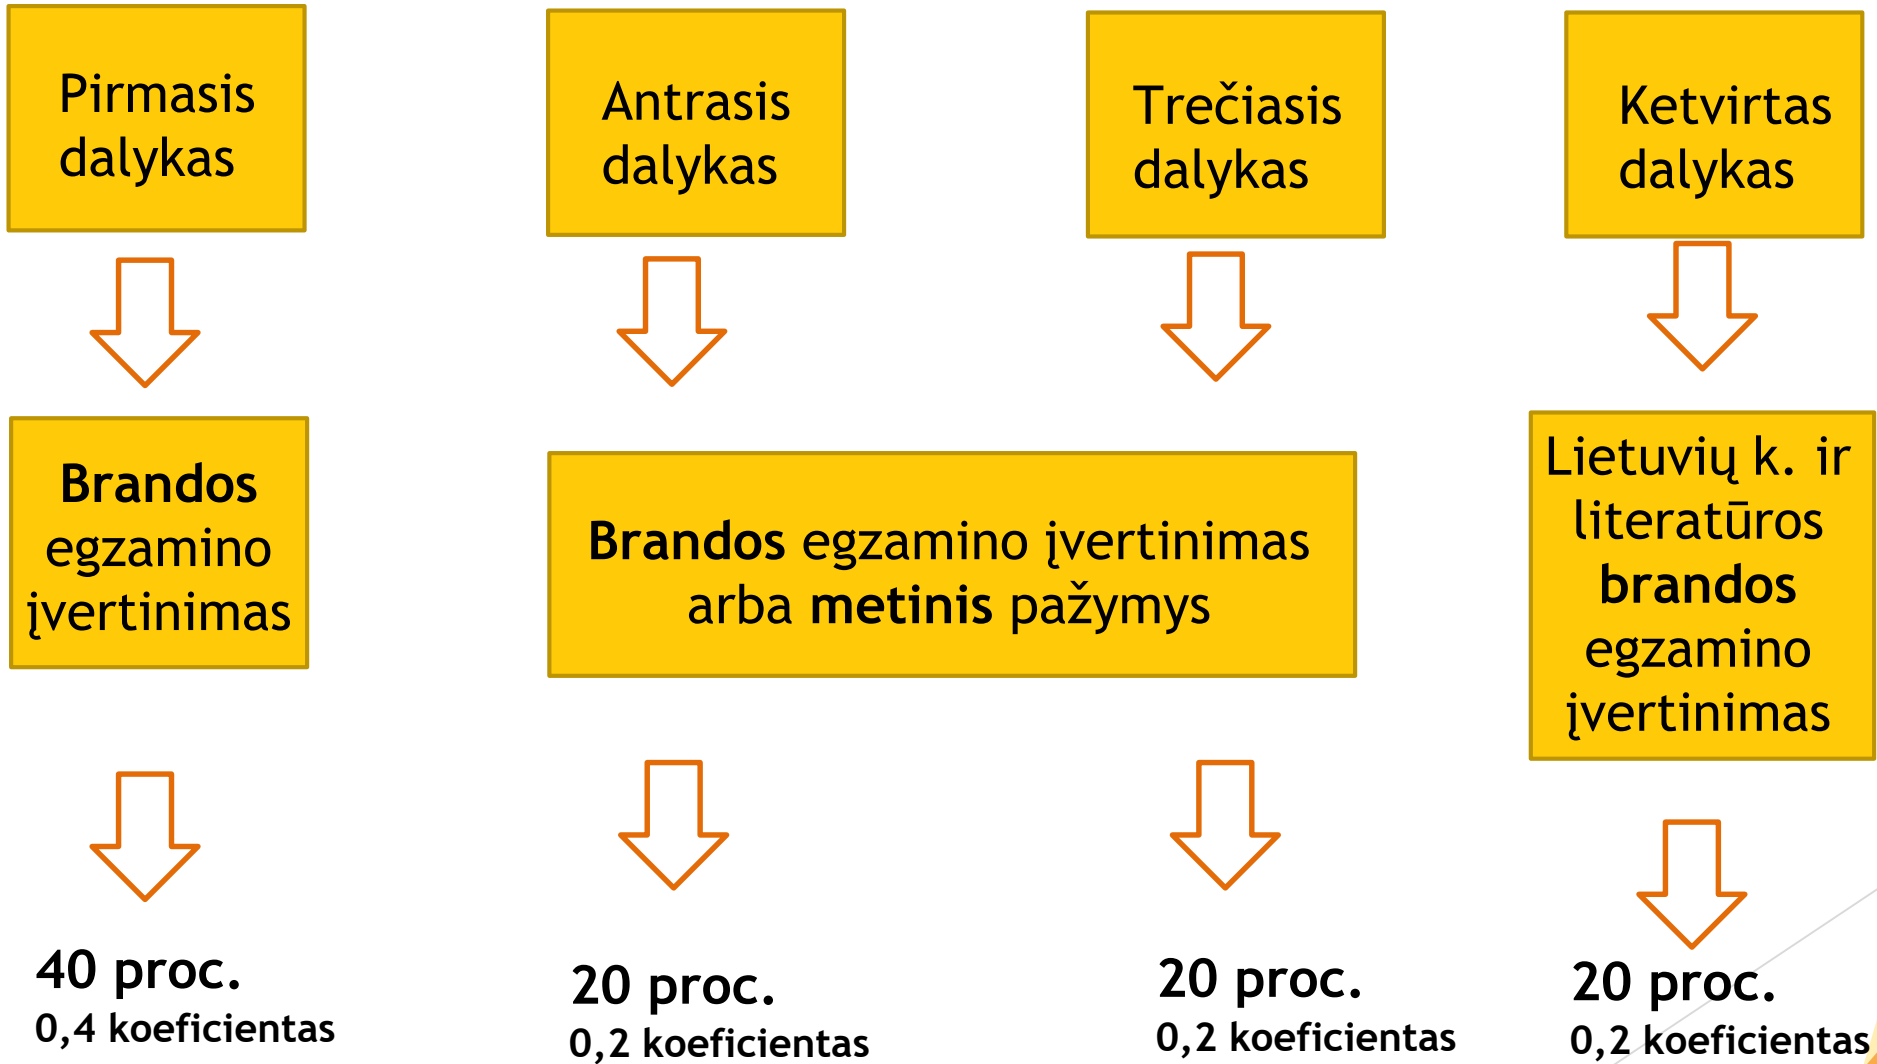 Pirmasis
dalykas
Antrasis
dalykas
Trečiasis
dalykas
Ketvirtas
dalykas
Brandos
egzamino
įvertinimas
Brandos egzamino įvertinimas
arba metinis pažymys
Lietuvių k. ir
literatūros
brandos
egzamino
įvertinimas
40 proc.
0,4 koeficientas
20 proc.
0,2 koeficientas
20 proc.
0,2 koeficientas
20 proc.
0,2 koeficientas